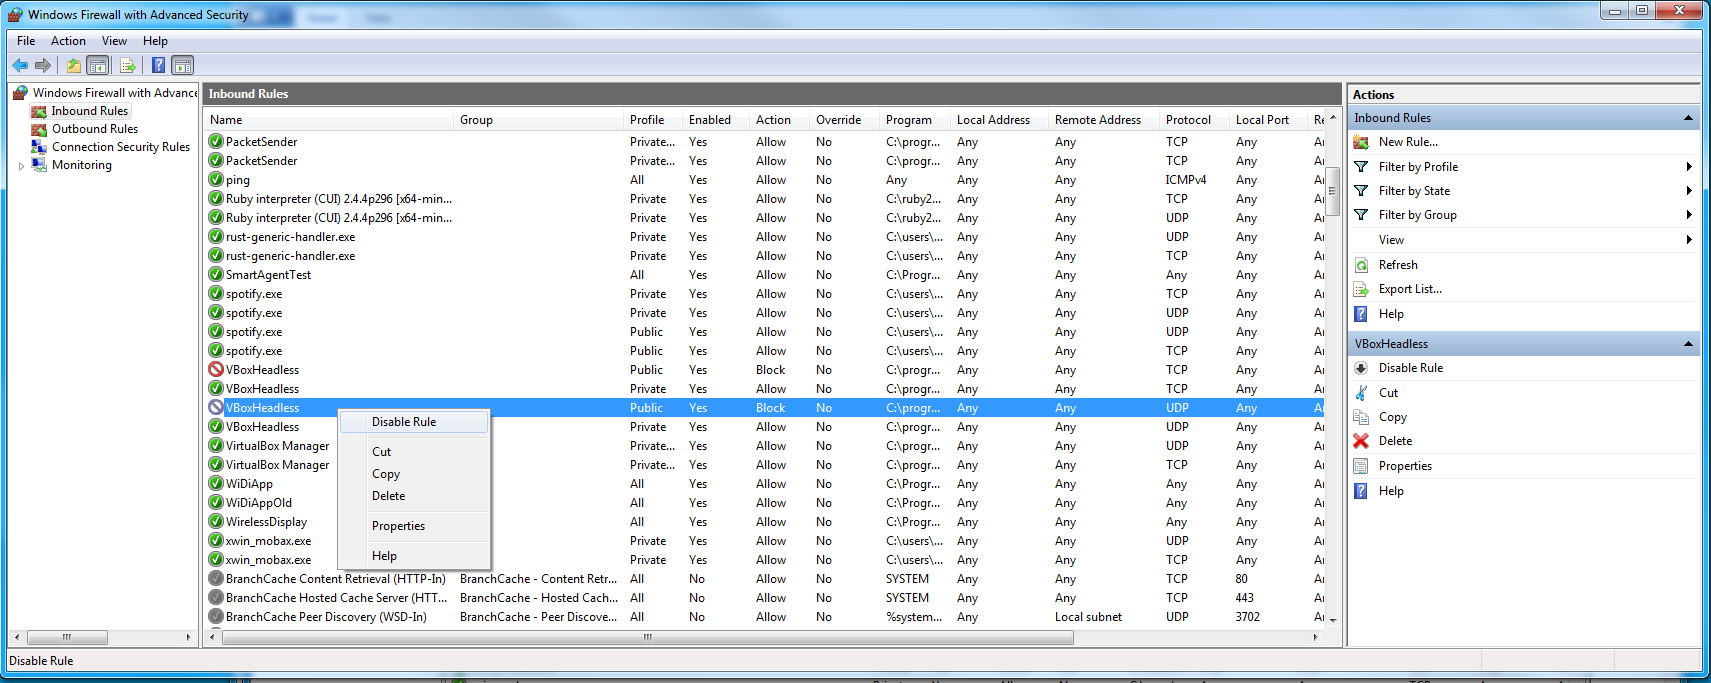 Windows Firewall with Advanced Security
File Action View Help
Windows Firewall with Advance
Inbound Rules
Outbound Rules
Connection Security Rules
Monitoring
Inbound Rules
Name Group Profile Enabled Action Override Program Local Address Remote Address Protocol Local Port
PacketSender Private... Yes Allow No C:\progr... Any Any TCP Any
PacketSender Private... Yes Allow No C:\progr... Any Any UDP Any
ping All Yes Allow No Any Any Any ICMPv4 Any
Ruby interpreter (CUI) 2.4.4p296 [x64-min... Private Yes Allow No C:\ruby2... Any Any TCP Any
Ruby interpreter (CUI) 2.4.4p296 [x64-min... Private Yes Allow No C:\ruby2... Any Any UDP Any
rust-generic-handler.exe Private Yes Allow No C:\users\... Any Any UDP Any
rust-generic-handler.exe Private Yes Allow No C:\users\... Any Any TCP Any
SmartAgentTest All Yes Allow No C:\Progr... Any Any Any Any
spotify.exe Private Yes Allow No C:\users\... Any Any TCP Any
spotify.exe Private Yes Allow No C:\users\... Any Any UDP Any
spotify.exe Public Yes Allow No C:\users\... Any Any UDP Any
spotify.exe Public Yes Allow No C:\users\... Any Any TCP Any
VBoxHeadless Public Yes Block No C:\progr... Any Any TCP Any
VBoxHeadless Private Yes Allow No C:\progr... Any Any TCP Any
VBoxHeadless Public Yes Block No C:\progr... Any Any UDP Any
VBoxHeadless Private Yes Allow No C:\progr... Any Any UDP Any
VirtualBox Manager Private... Yes Allow No C:\progr... Any Any UDP Any
VirtualBox Manager Private... Yes Allow No C:\progr... Any Any TCP Any
WiDiApp All Yes Allow No C:\Progr... Any Any Any Any
WiDiAppOld All Yes Allow No C:\Progr... Any Any Any Any
WirelessDisplay All Yes Allow No C:\Progr... Any Any Any Any
xwin_mobax.exe Private Yes Allow No C:\users\... Any Any UDP Any
xwin_mobax.exe Private Yes Allow No C:\users\... Any Any TCP Any
BranchCache Content Retrieval (HTTP-In) BranchCache - Content Retr... All No Allow No SYSTEM Any Any TCP 80
BranchCache Hosted Cache Server (HTT... BranchCache - Hosted Cach... All No Allow No SYSTEM Any Any TCP 443
BranchCache Peer Discovery (WSD-In) BranchCache - Peer Discove... All No Allow No %system... Any Local subnet UDP 3702
Disable Rule
Cut
Copy
Delete
Properties
Help
Actions
Inbound Rules
New Rule...
Filter by Profile
Filter by State
Filter by Group
View
Refresh
Export List...
Help
VBoxHeadless
Disable Rule
Cut
Copy
Delete
Properties
Help
Disable Rule